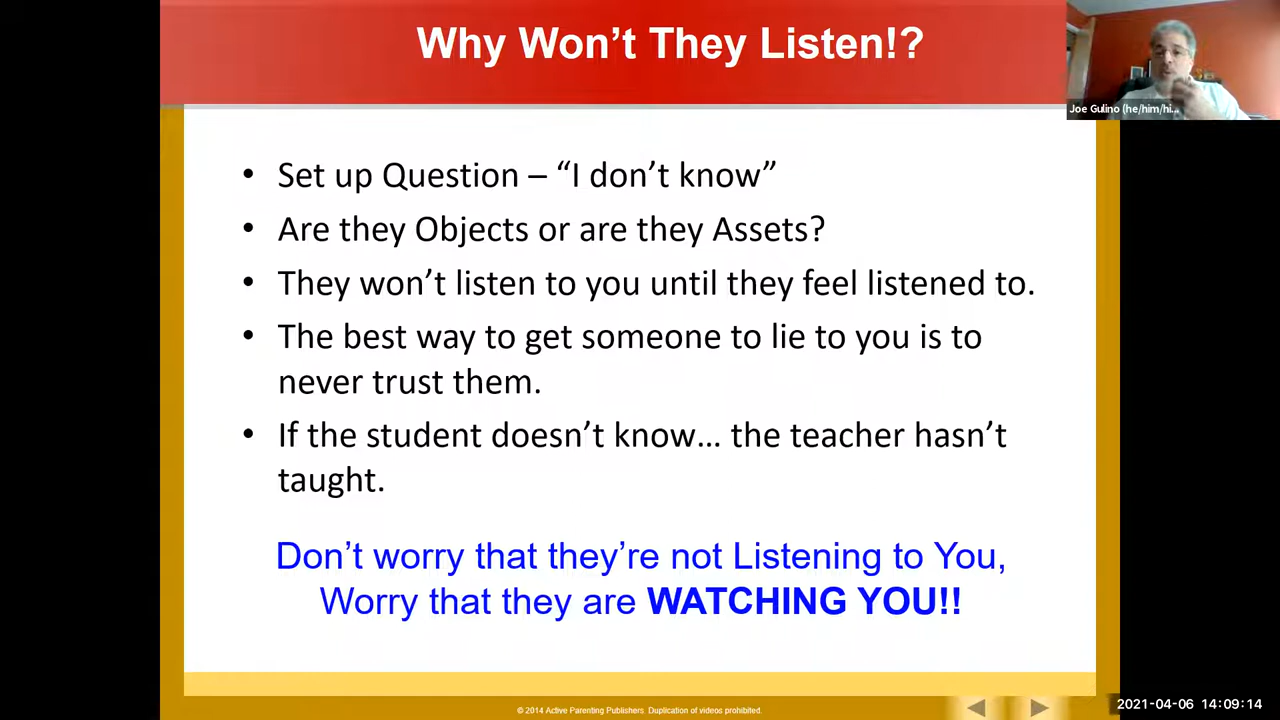 Why Won’t They Listen!?
Joe Gulino (he/him/hi...
• Set up Question – “I don’t know”
• Are they Objects or are they Assets?
• They won’t listen to you until they feel listened to.
• The best way to get someone to lie to you is to
never trust them.
• If the student doesn’t know… the teacher hasn’t
taught.
Don’t worry that they’re not Listening to You,
Worry that they are WATCHING YOU!!
© 2014 Active Parenting Publishers. Duplication of videos prohibited.
2021-04-06 14:09:14